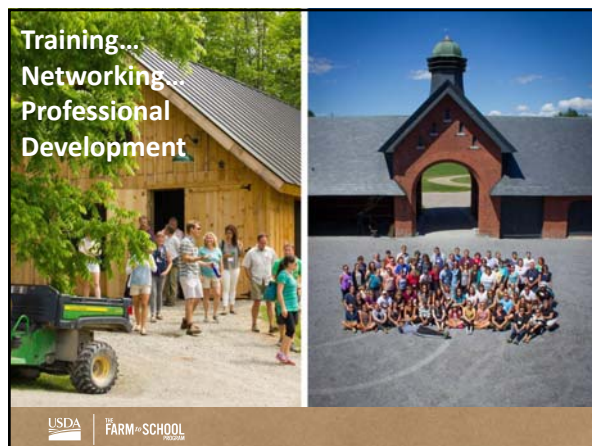 Training...
Networking...
Professional
Development
USDA
THE
FARM to SCHOOL
PROGRAM